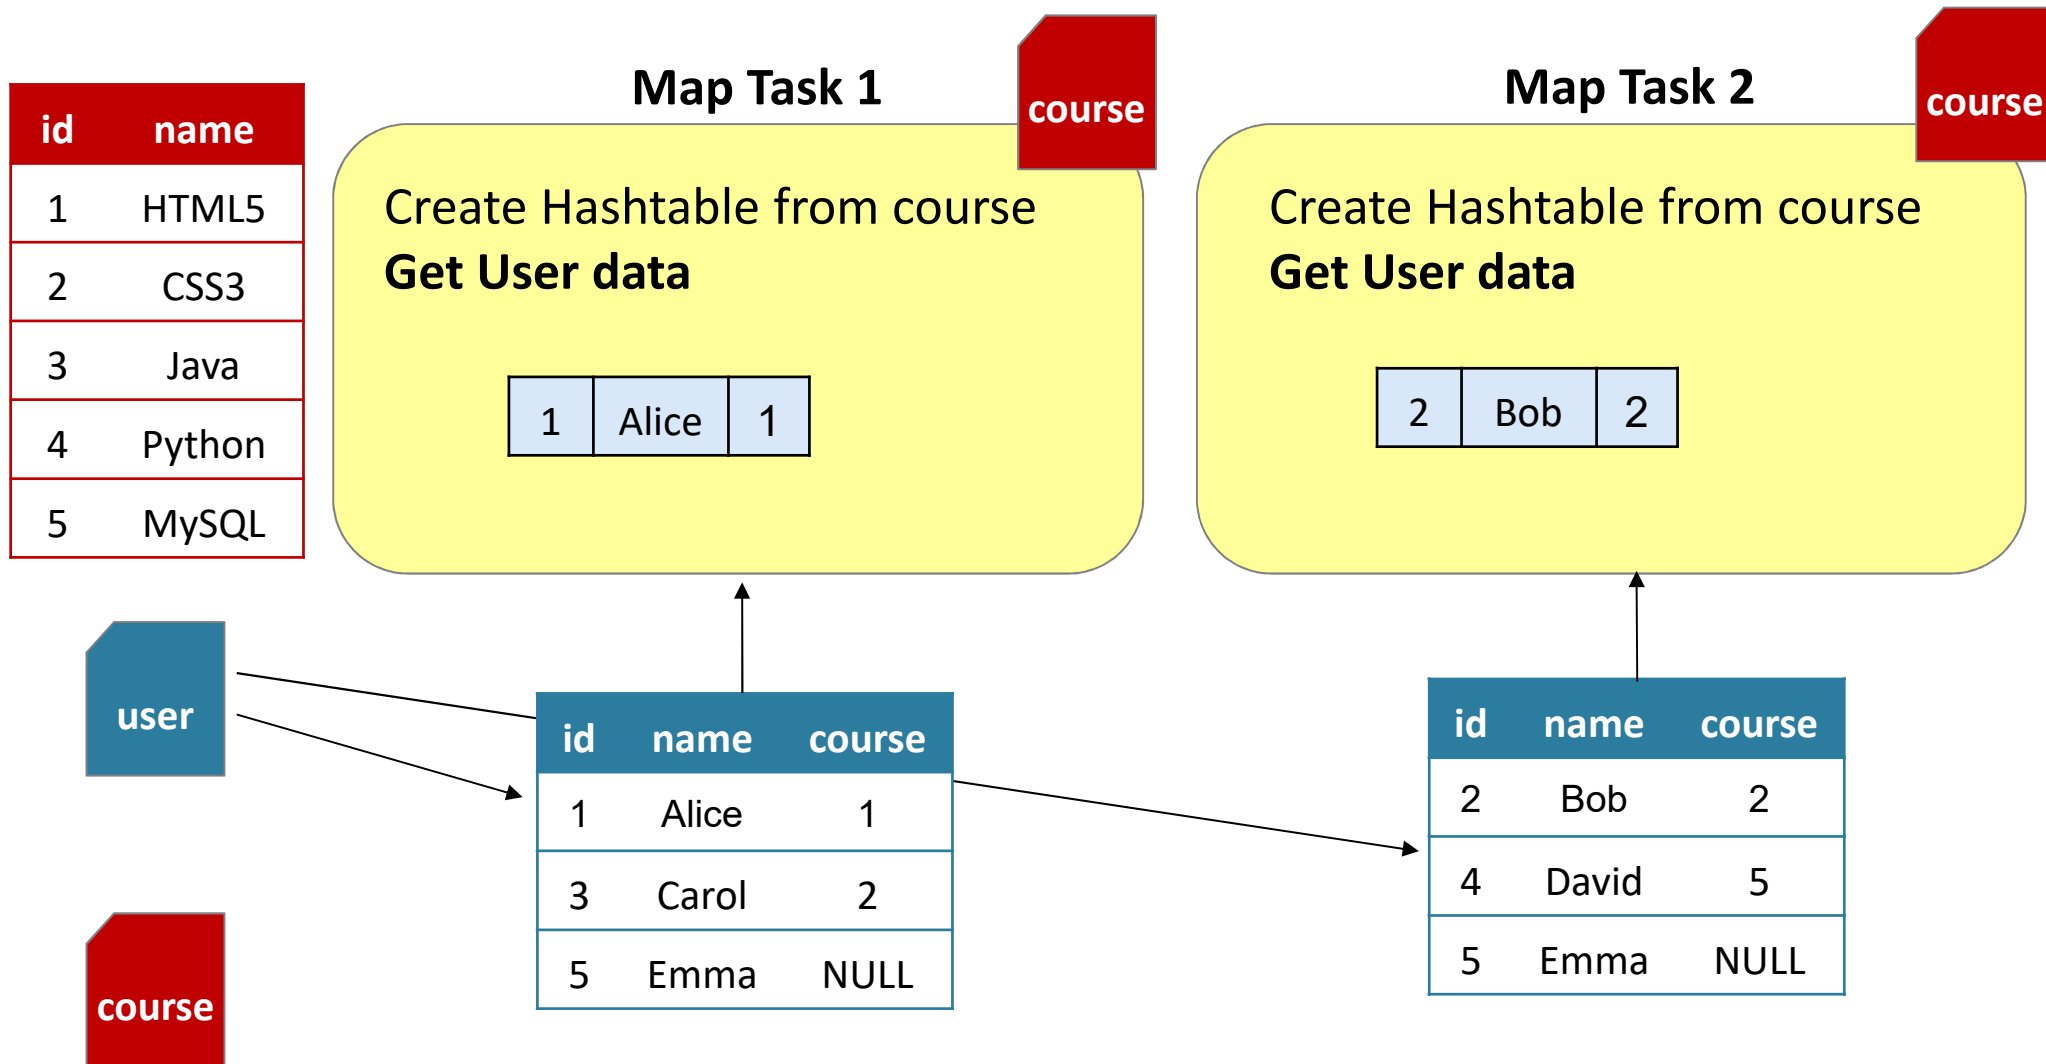 Map Task 1
course
Map Task 2
course
id name
1 HTML5
2 CSS3
3 Java
4 Python
5 MySQL
Create Hashtable from course
Get User data
1 Alice 1
Create Hashtable from course
Get User data
2 Bob 2
user
id name course
1 Alice 1
3 Carol 2
5 Emma NULL
id name course
2 Bob 2
4 David 5
5 Emma NULL
course